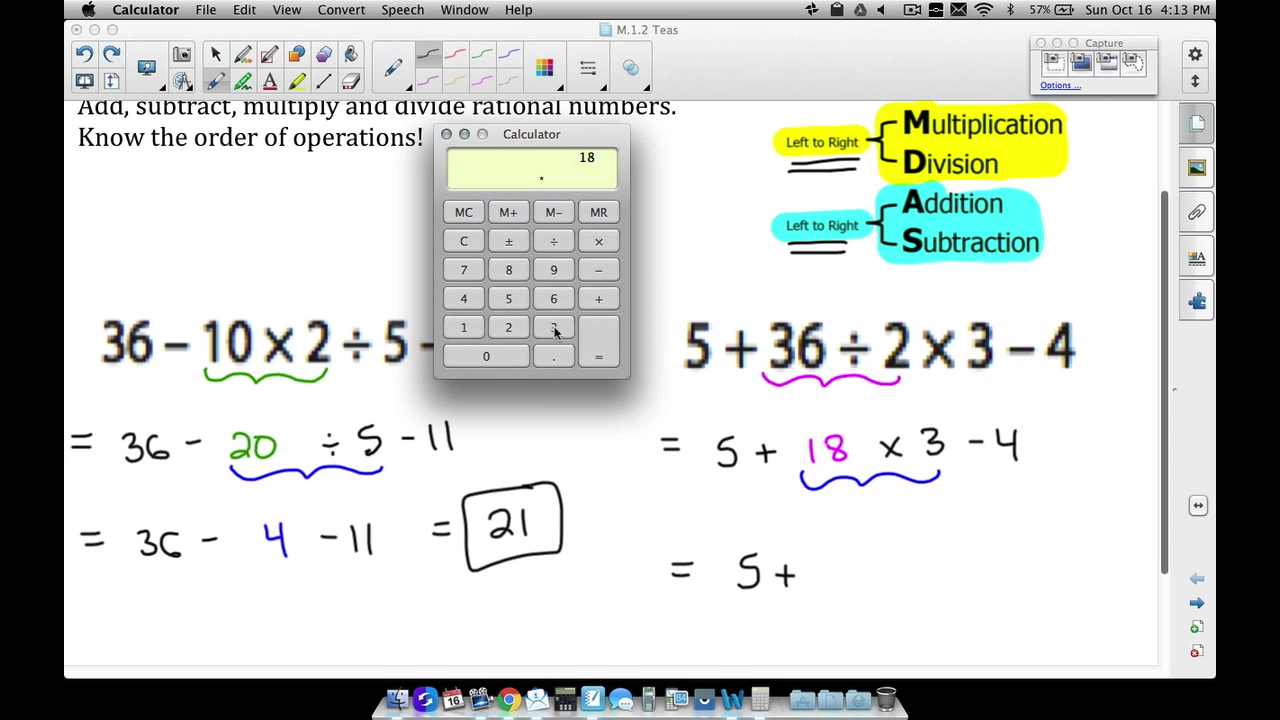 Calculator File Edit View Convert Speech Window Help 57% Sun Oct 16 4:13 PM
M.1.2 Teas
Capture
Options ...
Add, subtract, multiply and divide rational numbers.
Know the order of operations!
Left to Right
Multiplication
Division
Left to Right
Addition
Subtraction
Calculator
18
*
MC M+ M− MR
C ± ÷ ×
7 8 9 −
4 5 6 +
1 2 3
0 . =
36 − 10 × 2 ÷ 5 −
= 36 - 20 ÷ 5 - 11
= 36 - 4 - 11 = 21
5 + 36 ÷ 2 × 3 − 4
= 5 + 18 × 3 - 4
= 5 +